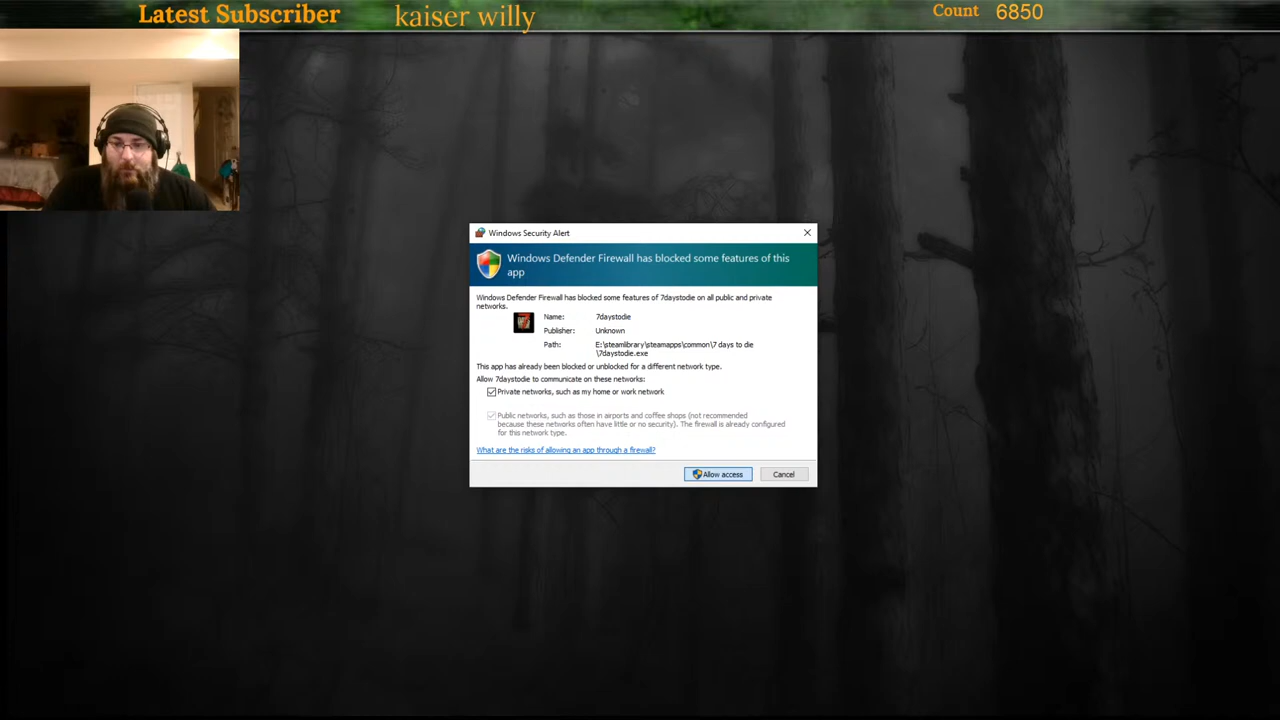 Latest Subscriber kaiser willy Count 6850
Windows Security Alert
Windows Defender Firewall has blocked some features of this
app
Windows Defender Firewall has blocked some features of 7daystodie on all public and private
networks.
Name: 7daystodie
Publisher: Unknown
Path: E:\steamlibrary\steamapps\common\7 days to die
\7daystodie.exe
This app has already been blocked or unblocked for a different network type.
Allow 7daystodie to communicate on these networks:
Private networks, such as my home or work network
Public networks, such as those in airports and coffee shops (not recommended
because these networks often have little or no security). The firewall is already configured
for this network type.
What are the risks of allowing an app through a firewall?
Allow access Cancel